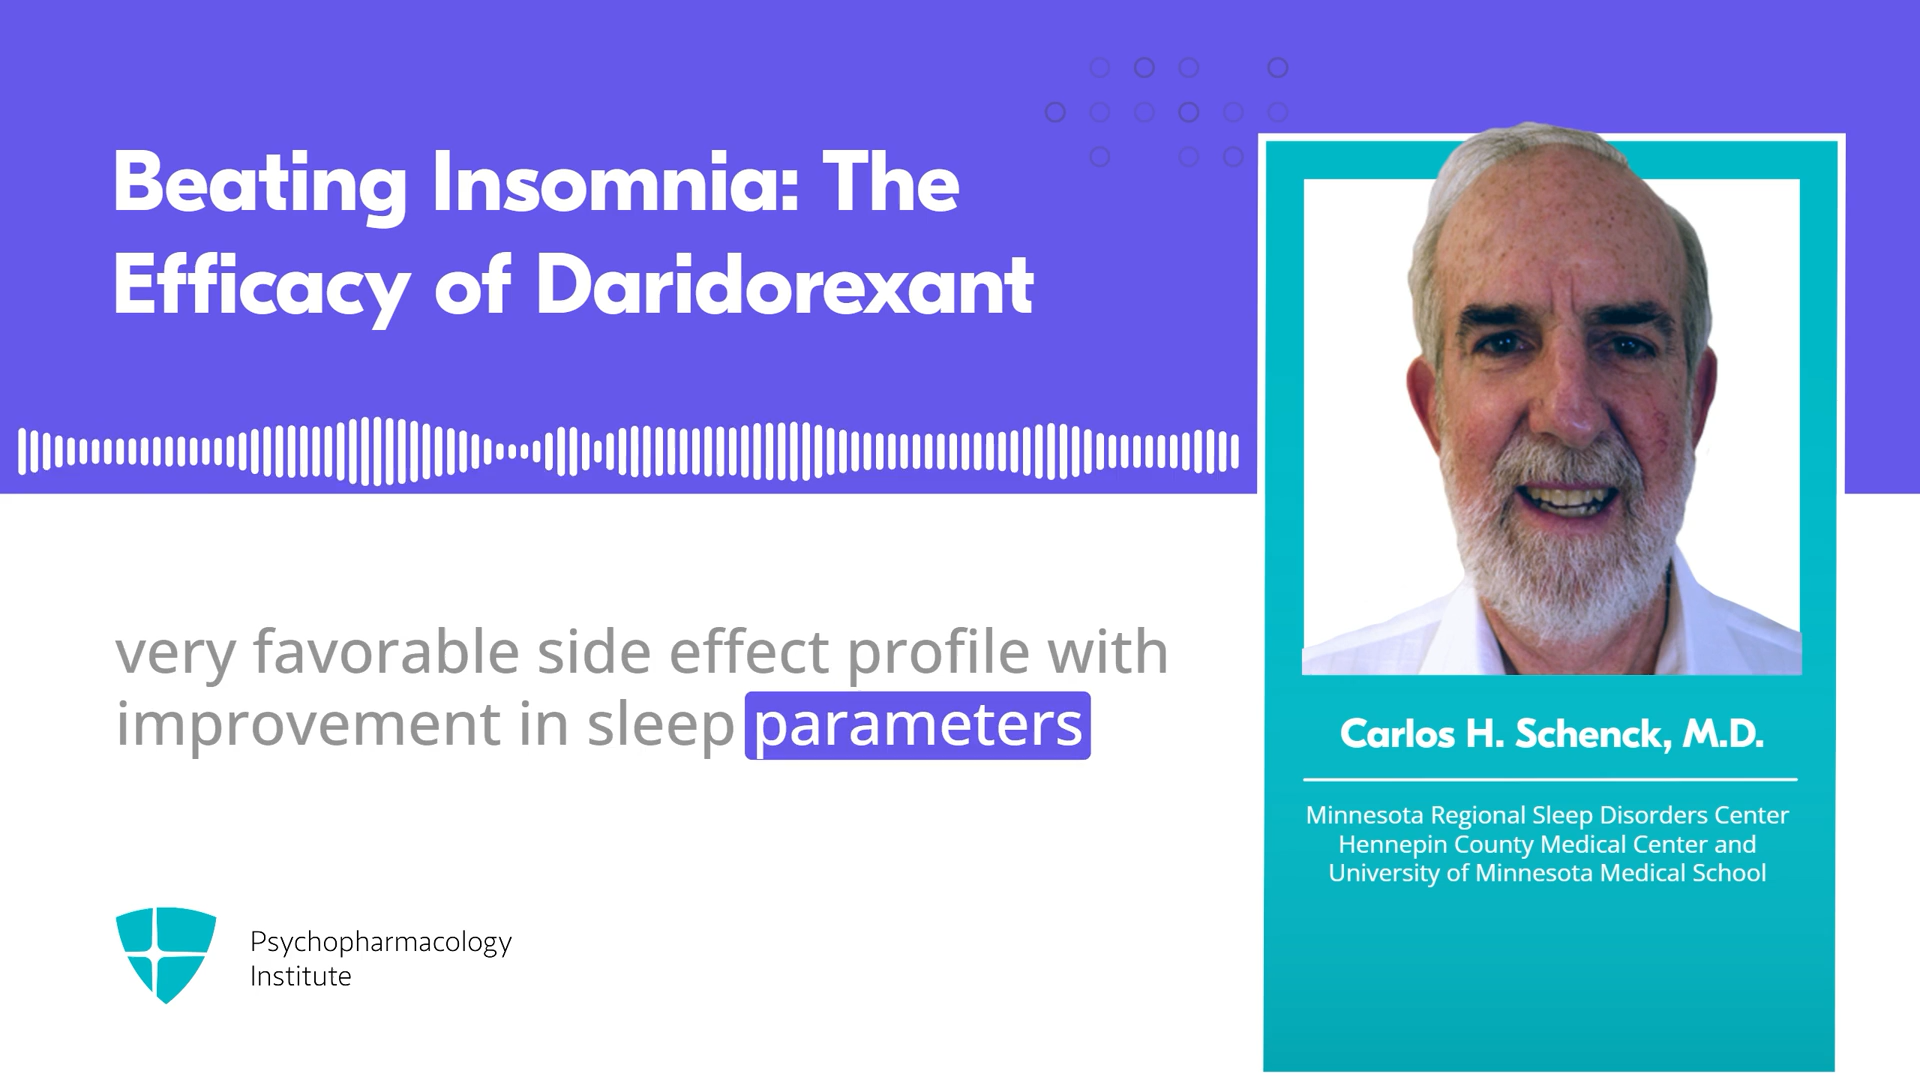 Beating Insomnia: The
Efficacy of Daridorexant
very favorable side effect profile with
improvement in sleep parameters
Carlos H. Schenck, M.D.
Minnesota Regional Sleep Disorders Center
Hennepin County Medical Center and
University of Minnesota Medical School
Psychopharmacology
Institute